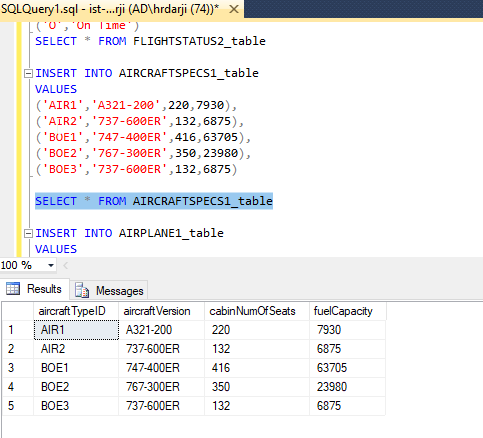 SQLQuery1.sql - ist-...rji (AD\hrdarji (74))*
('O','On Time')
SELECT * FROM FLIGHTSTATUS2_table
INSERT INTO AIRCRAFTSPECS1_table
VALUES
('AIR1','A321-200',220,7930),
('AIR2','737-600ER',132,6875),
('BOE1','747-400ER',416,63705),
('BOE2','767-300ER',350,23980),
('BOE3','737-600ER',132,6875)
SELECT * FROM AIRCRAFTSPECS1_table
INSERT INTO AIRPLANE1_table
VALUES
100 %
Results Messages
aircraftTypeID aircraftVersion cabinNumOfSeats fuelCapacity
1 AIR1 A321-200 220 7930
2 AIR2 737-600ER 132 6875
3 BOE1 747-400ER 416 63705
4 BOE2 767-300ER 350 23980
5 BOE3 737-600ER 132 6875